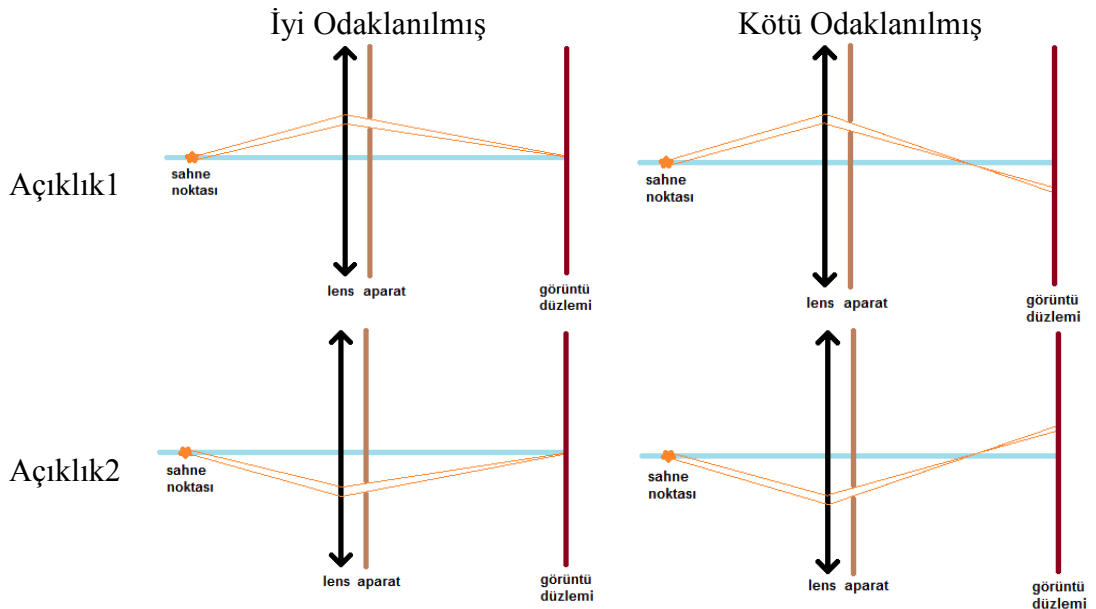 İyi Odaklanılmış
Kötü Odaklanılmış
Açıklık1
sahne
noktası
lens aparat
görüntü
düzlemi
sahne
noktası
lens aparat
görüntü
düzlemi
Açıklık2
sahne
noktası
lens aparat
görüntü
düzlemi
sahne
noktası
lens aparat
görüntü
düzlemi